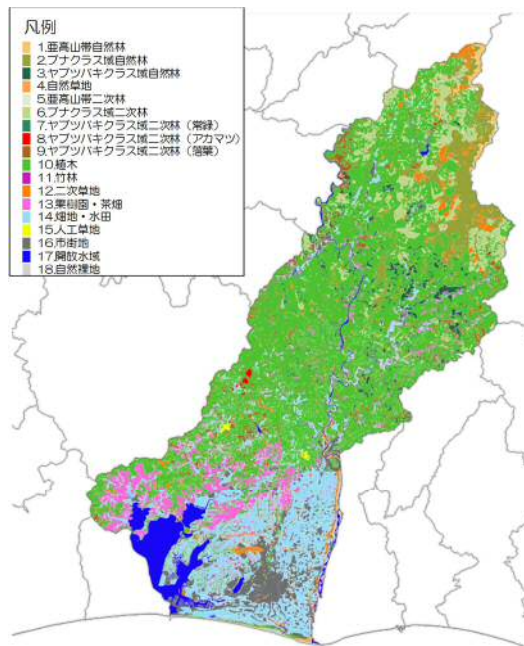 凡例
1.亜高山帯自然林
2.ブナクラス域自然林
3.ヤブツバキクラス域自然林
4.自然草地
5.亜高山帯二次林
6.ブナクラス域二次林
7.ヤブツバキクラス域二次林（常緑）
8.ヤブツバキクラス域二次林（アカマツ）
9.ヤブツバキクラス域二次林（落葉）
10.植木
11.竹林
12.二次草地
13.果樹園・茶畑
14.畑地・水田
15.人工草地
16.市街地
17.開放水域
18.自然裸地